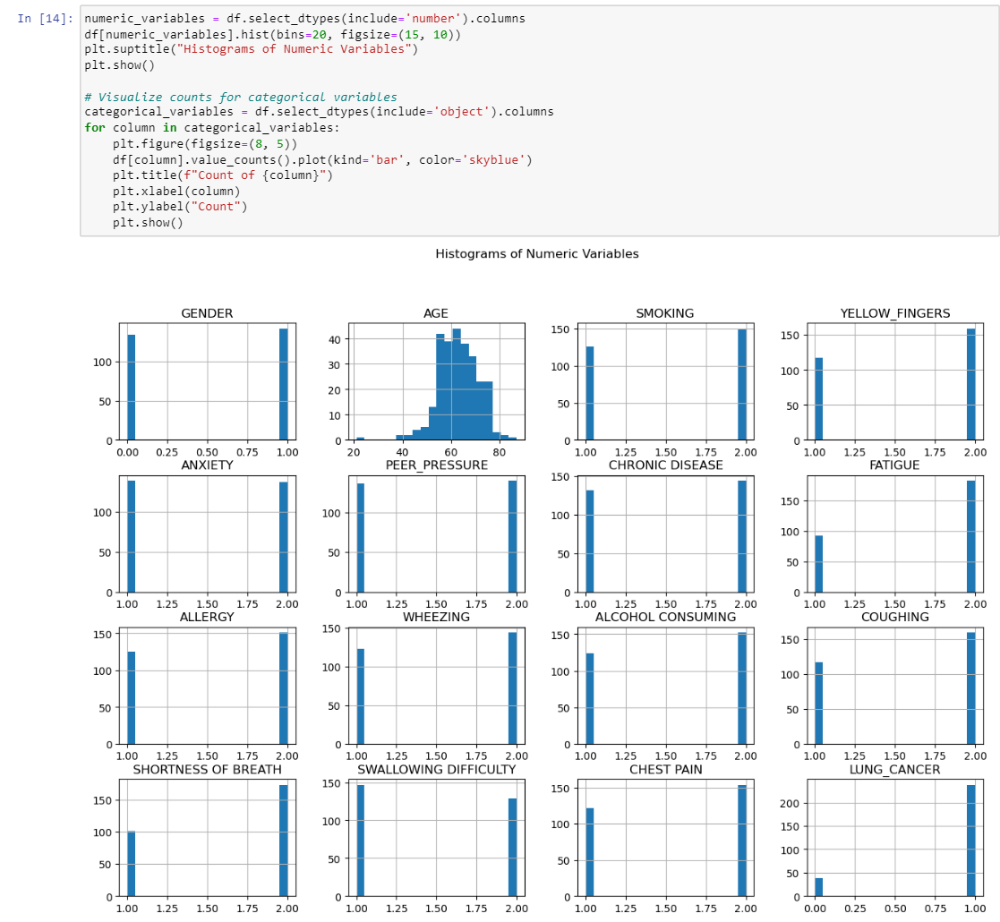 In [14]: numeric_variables = df.select_dtypes(include='number').columns
df[numeric_variables].hist(bins=20, figsize=(15, 10))
plt.suptitle("Histograms of Numeric Variables")
plt.show()

# Visualize counts for categorical variables
categorical_variables = df.select_dtypes(include='object').columns
for column in categorical_variables:
    plt.figure(figsize=(8, 5))
    df[column].value_counts().plot(kind='bar', color='skyblue')
    plt.title(f"Count of {column}")
    plt.xlabel(column)
    plt.ylabel("Count")
    plt.show()
Histograms of Numeric Variables
GENDER AGE SMOKING YELLOW_FINGERS
100 40 150 150
30 100 100
50 20 50 50
10
0 0 0 0
0.00 0.25 0.50 0.75 1.00 20 40 60 80 1.00 1.25 1.50 1.75 2.00 1.00 1.25 1.50 1.75 2.00
ANXIETY PEER_PRESSURE CHRONIC DISEASE FATIGUE
150 150
100 100 100 100
50 50 50 50
0 0 0 0
1.00 1.25 1.50 1.75 2.00 1.00 1.25 1.50 1.75 2.00 1.00 1.25 1.50 1.75 2.00 1.00 1.25 1.50 1.75 2.00
ALLERGY WHEEZING ALCOHOL CONSUMING COUGHING
150 150 150 150
100 100 100 100
50 50 50 50
0 0 0 0
1.00 1.25 1.50 1.75 2.00 1.00 1.25 1.50 1.75 2.00 1.00 1.25 1.50 1.75 2.00 1.00 1.25 1.50 1.75 2.00
SHORTNESS OF BREATH SWALLOWING DIFFICULTY CHEST PAIN LUNG_CANCER
150 150 150 200
100 100 100 150
100
50 50 50 50
0 0 0 0
1.00 1.25 1.50 1.75 2.00 1.00 1.25 1.50 1.75 2.00 1.00 1.25 1.50 1.75 2.00 0.00 0.25 0.50 0.75 1.00